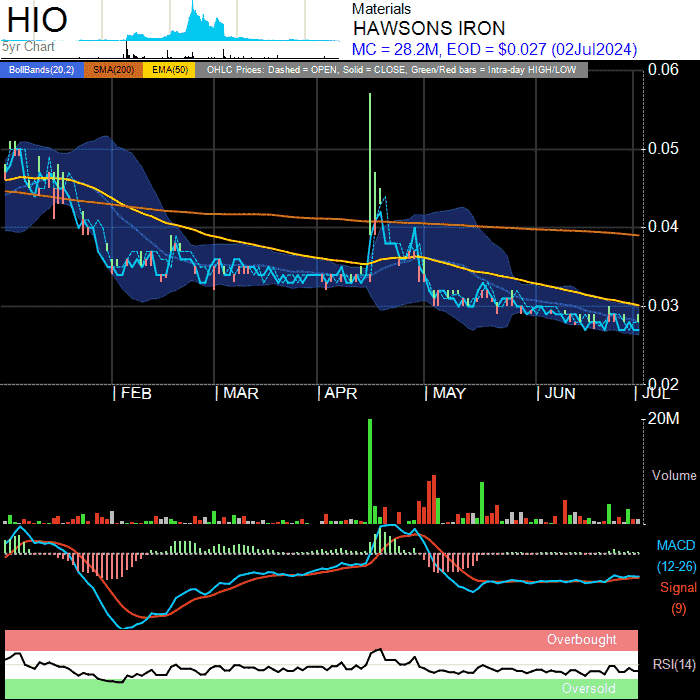 HIO
5yr Chart
Materials
HAWSONS IRON
MC = 28.2M, EOD = $0.027 (02Jul2024)
BollBands(20,2) SMA(200) EMA(50) OHLC Prices: Dashed = OPEN, Solid = CLOSE, Green/Red bars = Intra-day HIGH/LOW
0.06
0.05
0.04
0.03
0.02
FEB MAR APR MAY JUN JUL
20M
Volume
MACD
(12-26)
Signal
(9)
Overbought
RSI(14)
Oversold